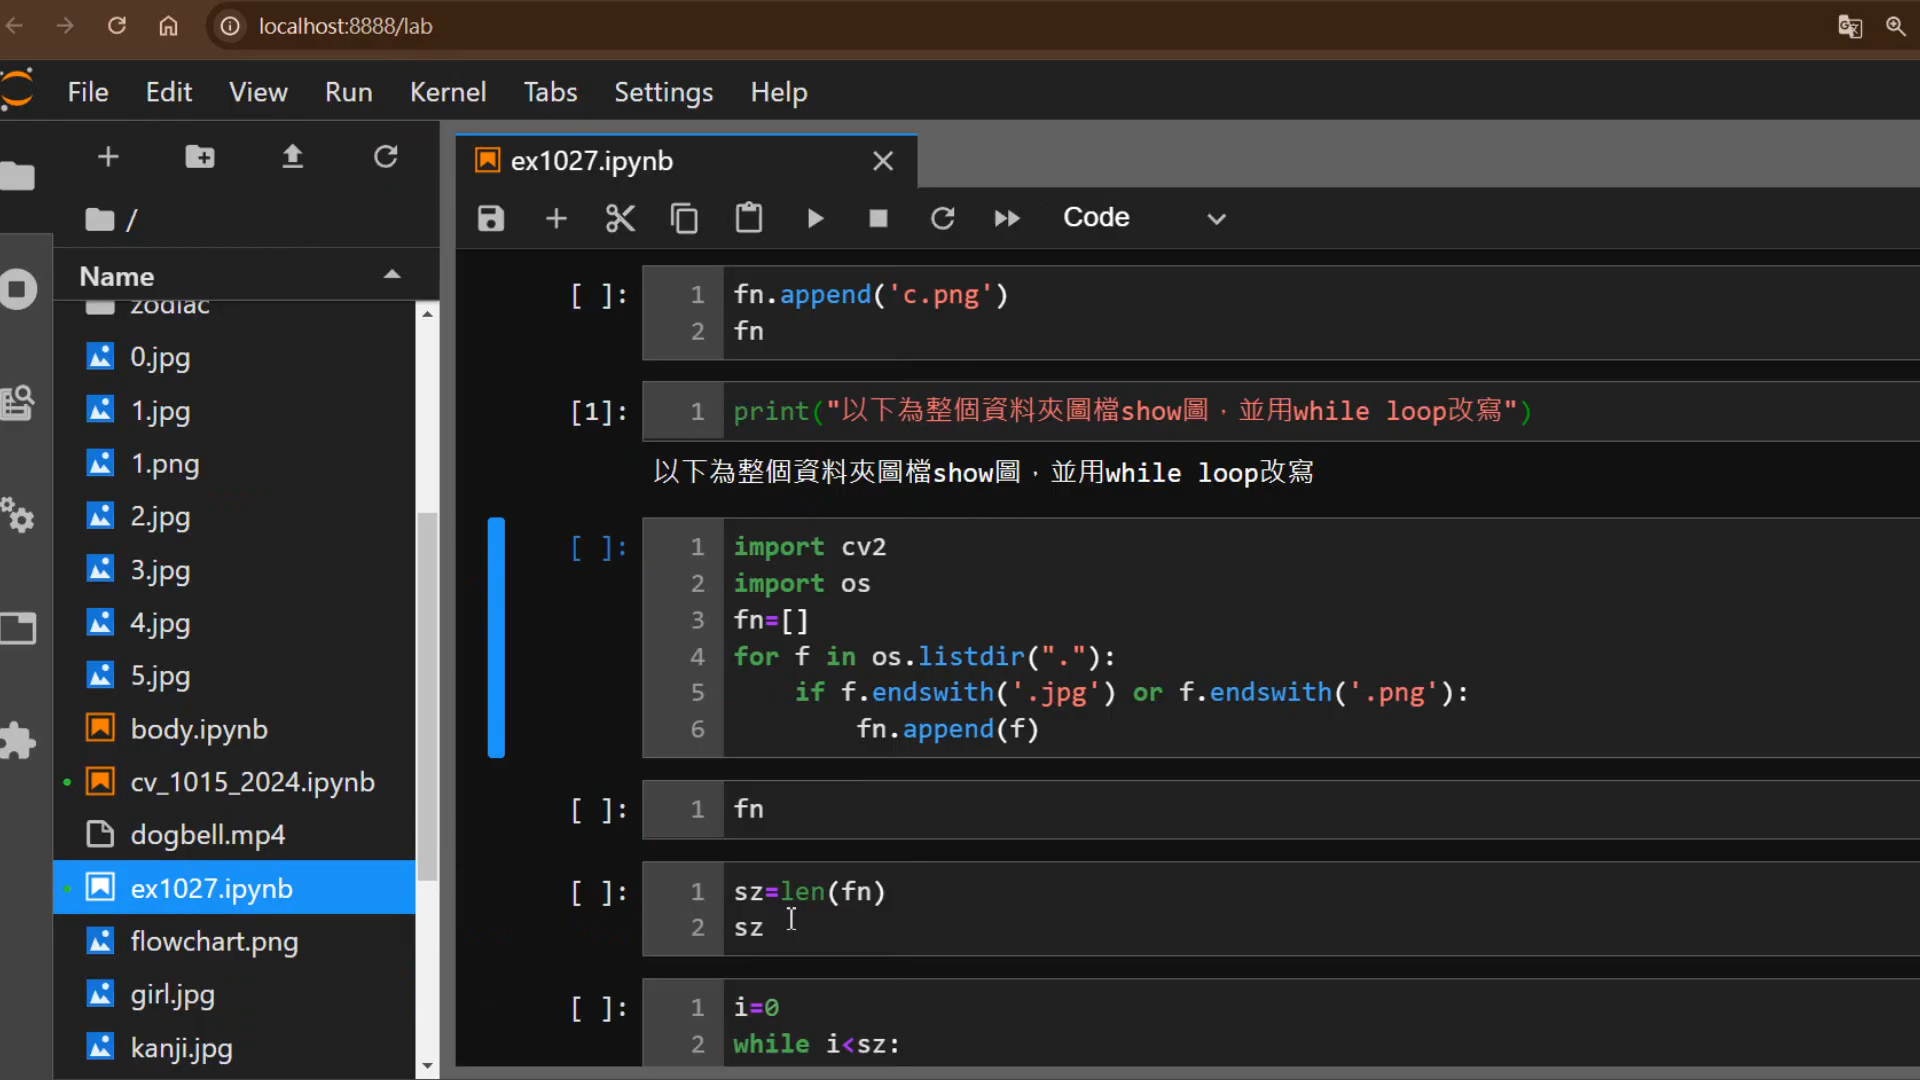 localhost:8888/lab
File Edit View Run Kernel Tabs Settings Help
ex1027.ipynb
/
Code
Name
zodiac
0.jpg
1.jpg
1.png
2.jpg
3.jpg
4.jpg
5.jpg
body.ipynb
cv_1015_2024.ipynb
dogbell.mp4
ex1027.ipynb
flowchart.png
girl.jpg
kanji.jpg
[ ]: 1 fn.append('c.png')
2 fn
[1]: 1 print("以下為整個資料夾圖檔show圖，並用while loop改寫")
以下為整個資料夾圖檔show圖，並用while loop改寫
[ ]: 1 import cv2
2 import os
3 fn=[]
4 for f in os.listdir("."):
5 if f.endswith('.jpg') or f.endswith('.png'):
6 fn.append(f)
[ ]: 1 fn
[ ]: 1 sz=len(fn)
2 sz
[ ]: 1 i=0
2 while i<sz: